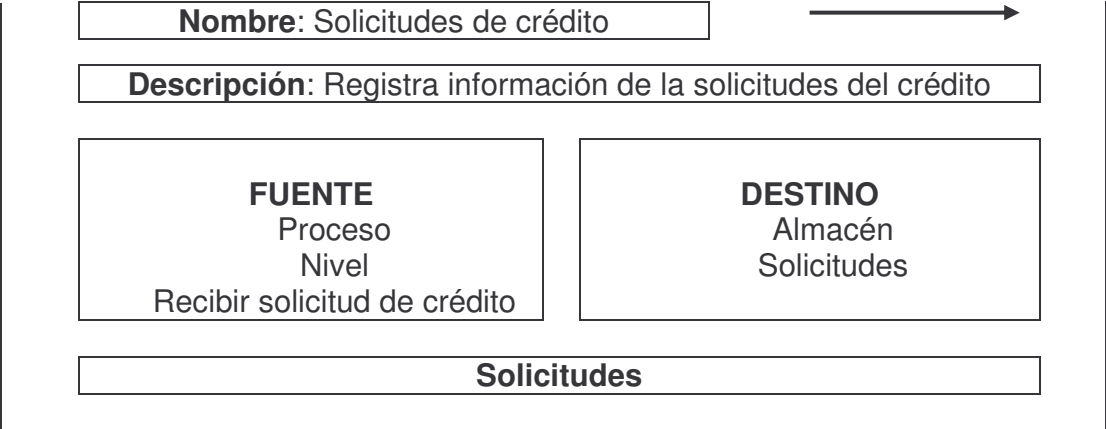 Nombre: Solicitudes de crédito
Descripción: Registra información de la solicitudes del crédito
FUENTE
Proceso
Nivel
Recibir solicitud de crédito
DESTINO
Almacén
Solicitudes
Solicitudes